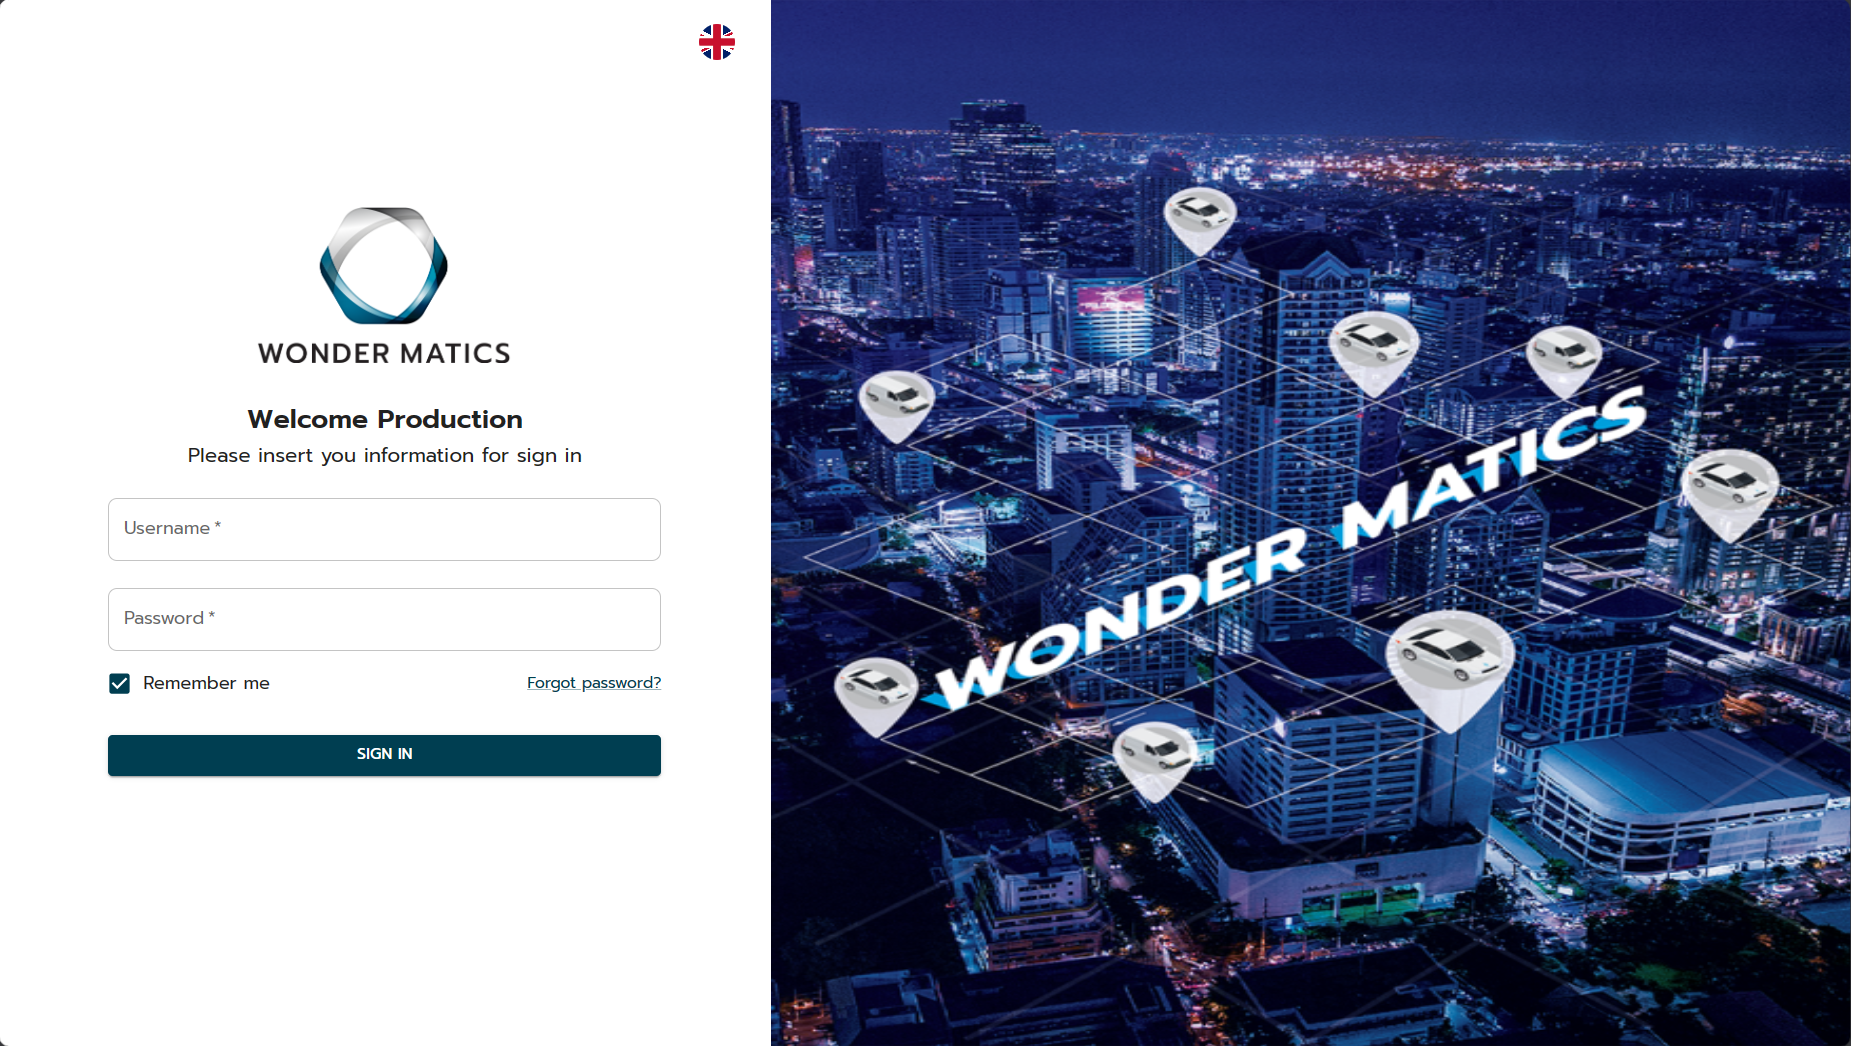 WONDER MATICS
Welcome Production
Please insert you information for sign in
Username *
Password *
Remember me
Forgot password?
SIGN IN
WONDER MATICS